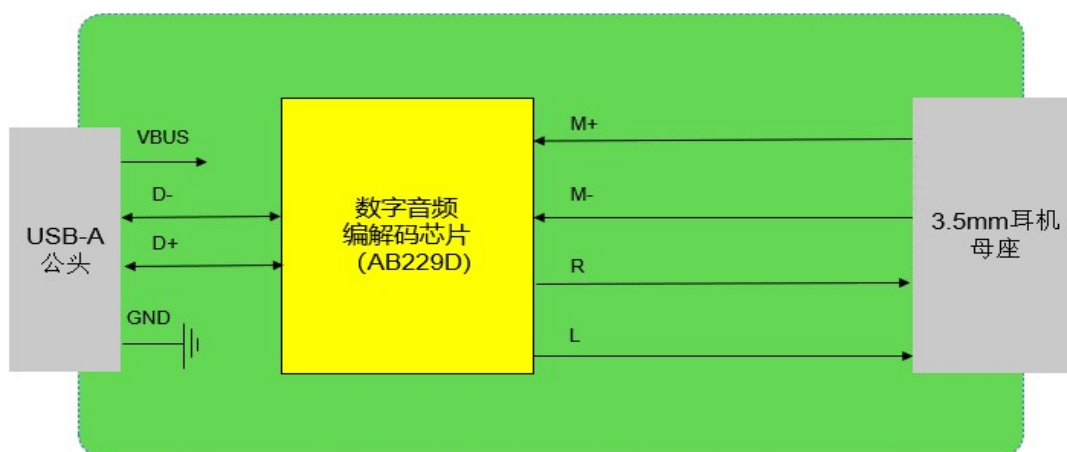 VBUS
D-
D+
GND
USB-A
公头
数字音频
编解码芯片
(AB229D)
M+
M-
R
L
3.5mm耳机
母座